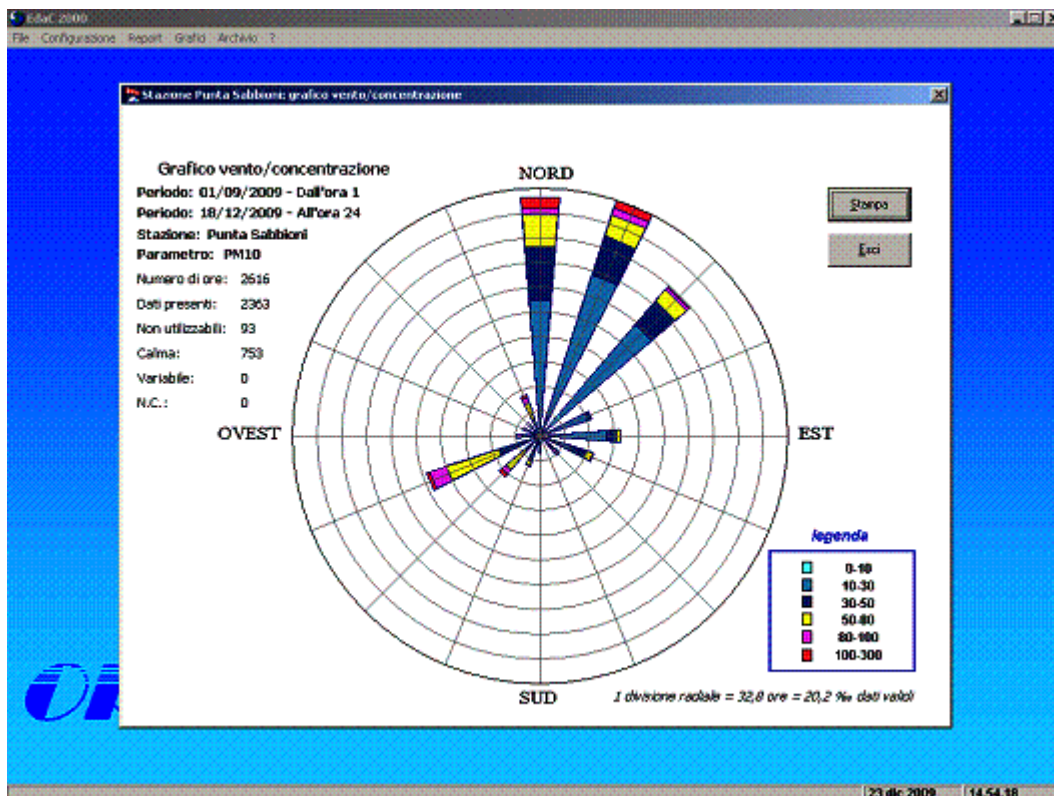 EdaC 2000
File Configurazione Report Grafici Archivio ?
Stazione Punta Sabbioni: grafico vento/concentrazione
Grafico vento/concentrazione
Periodo: 01/09/2009 - Dall'ora 1
Periodo: 18/12/2009 - All'ora 24
Stazione: Punta Sabbioni
Parametro: PM10
Numero di ore: 2616
Dati presenti: 2363
Non utilizzabili: 93
Calma: 753
Variabile: 0
N.C.: 0
NORD
OVEST
EST
SUD
Stampa
Esci
legenda
0-10
10-30
30-50
50-80
80-100
100-300
1 divisione radiale = 32,8 ore = 20,2 ‰ dati validi
23 dic 2009 14.54.18